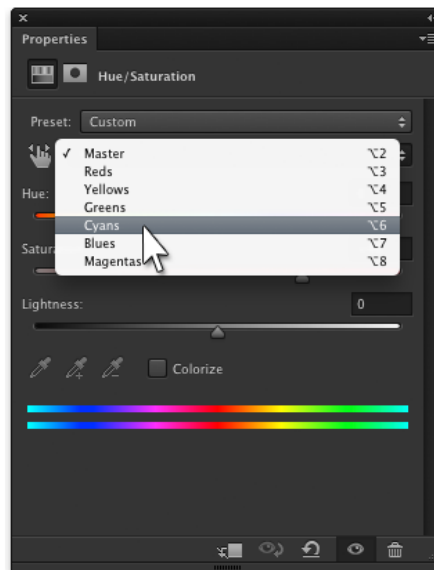 Properties
Hue/Saturation
Preset: Custom
✓ Master ⌥2
Reds ⌥3
Yellows ⌥4
Hue:
Greens ⌥5
Cyans ⌥6
Blues ⌥7
Magentas ⌥8
Lightness: 0
Colorize